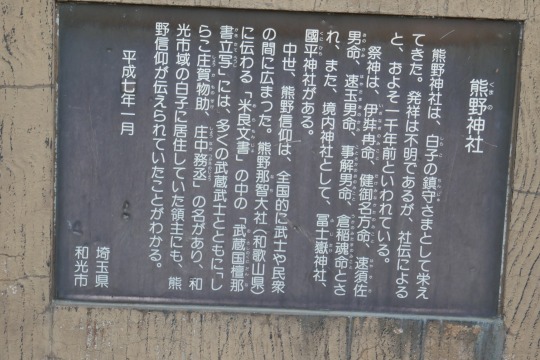 熊野神社
熊野神社は、白子の鎮守さまとして栄え
てきた。発祥は不明であるが、社伝による
と、およそ一千年前といわれている。
祭神は、伊弉冉命、健御名方命、速須佐
男命、速玉男命、事解男命、倉稲魂命とさ
れ、また、境内神社として、冨士嶽神社、
國平神社がある。
中世、熊野信仰は、全国的に武士や民衆
の間に広まった。熊野那智大社(和歌山県)
に伝わる「米良文書」の中の「武蔵国檀那
書立写」には、多くの武蔵武士とともに「し
らこ庄賀物助、庄中務丞」の名があり、和
光市域の白子に居住していた領主にも、熊
野信仰が伝えられていたことがわかる。
平成七年一月
埼玉県
和光市